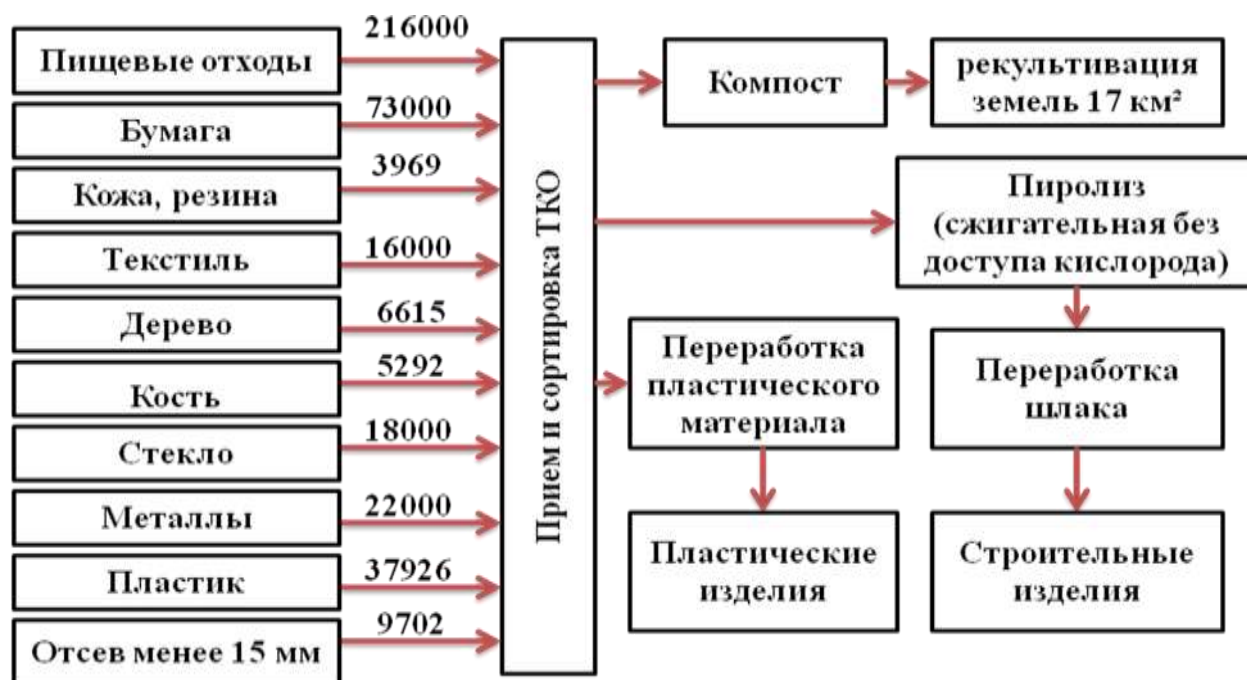 Пищевые отходы
216000
Бумага
73000
Кожа, резина
3969
Текстиль
16000
Дерево
6615
Кость
5292
Стекло
18000
Металлы
22000
Пластик
37926
Отсев менее 15 мм
9702
Прием и сортировка ТКО
Компост
рекультивация
земель 17 км²
Пиролиз
(сжигательная без
доступа кислорода)
Переработка
пластического
материала
Переработка
шлака
Пластические
изделия
Строительные
изделия